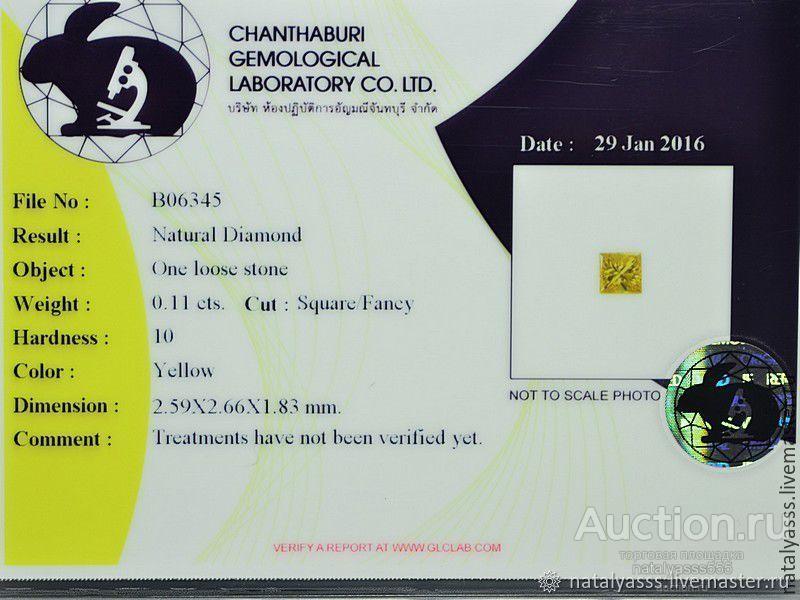 CHANTHABURI
GEMOLOGICAL
LABORATORY CO. LTD.
บริษัท ห้องปฏิบัติการอัญมณีจันทบุรี จำกัด
Date : 29 Jan 2016
File No : B06345
Result : Natural Diamond
Object : One loose stone
Weight : 0.11 cts. Cut : Square/Fancy
Hardness : 10
Color : Yellow
Dimension : 2.59X2.66X1.83 mm.
Comment : Treatments have not been verified yet.
NOT TO SCALE PHOTO
VERIFY A REPORT AT WWW.GLCLAB.COM
Auction.ru
торговая площадка
natalyasss555
natalyasss.livemaster.ru
natalyasss.livema